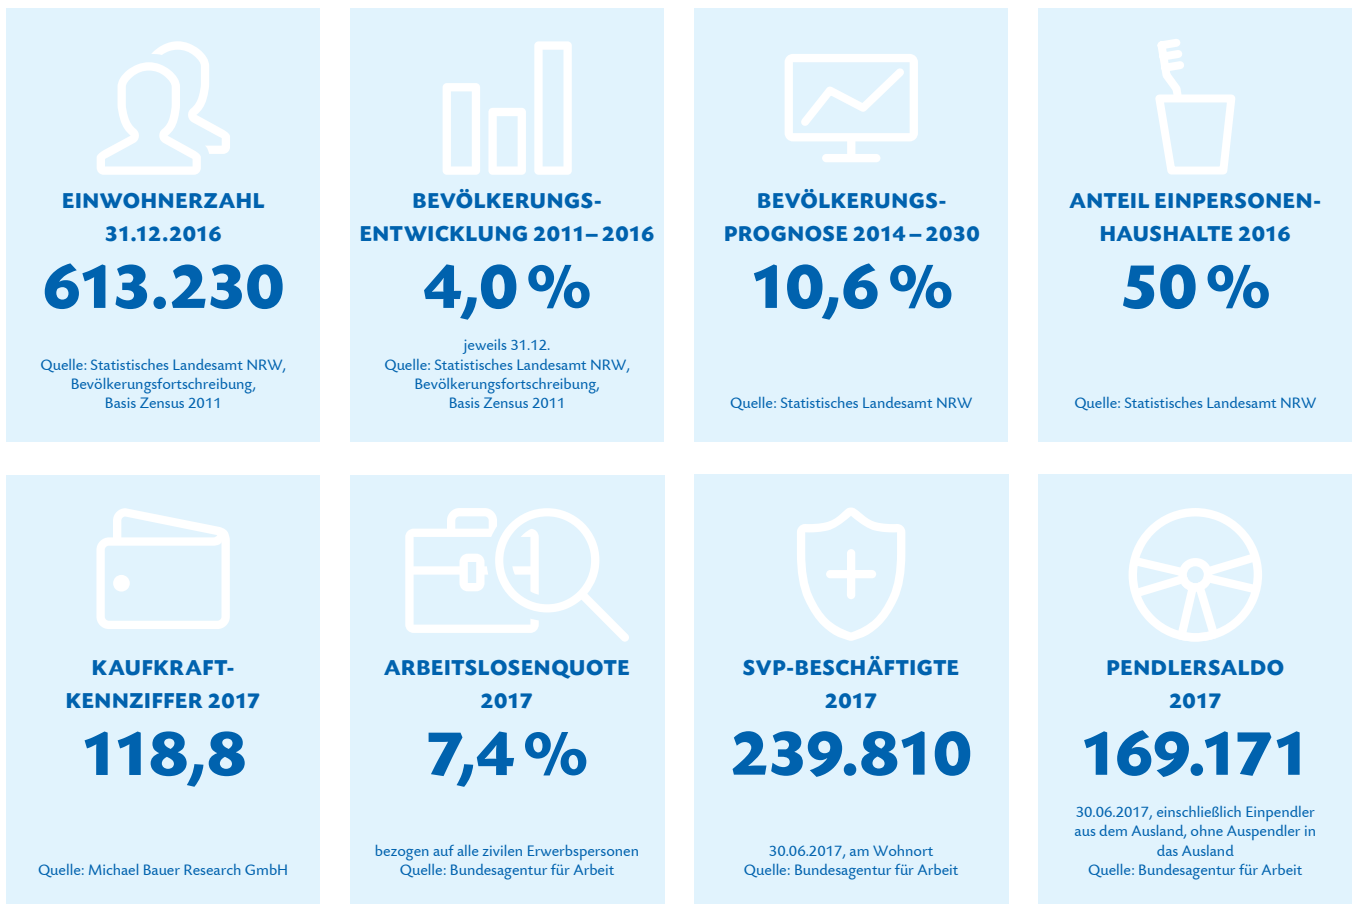 EINWOHNERZAHL
31.12.2016
613.230
Quelle: Statistisches Landesamt NRW,
Bevölkerungsfortschreibung,
Basis Zensus 2011
BEVÖLKERUNGS-
ENTWICKLUNG 2011–2016
4,0 %
jeweils 31.12.
Quelle: Statistisches Landesamt NRW,
Bevölkerungsfortschreibung,
Basis Zensus 2011
BEVÖLKERUNGS-
PROGNOSE 2014–2030
10,6 %
Quelle: Statistisches Landesamt NRW
ANTEIL EINPERSONEN-
HAUSHALTE 2016
50 %
Quelle: Statistisches Landesamt NRW
KAUFKRAFT-
KENNZIFFER 2017
118,8
Quelle: Michael Bauer Research GmbH
ARBEITSLOSENQUOTE
2017
7,4 %
bezogen auf alle zivilen Erwerbspersonen
Quelle: Bundesagentur für Arbeit
SVP-BESCHÄFTIGTE
2017
239.810
30.06.2017, am Wohnort
Quelle: Bundesagentur für Arbeit
PENDLERSALDO
2017
169.171
30.06.2017, einschließlich Einpendler
aus dem Ausland, ohne Auspendler in
das Ausland
Quelle: Bundesagentur für Arbeit